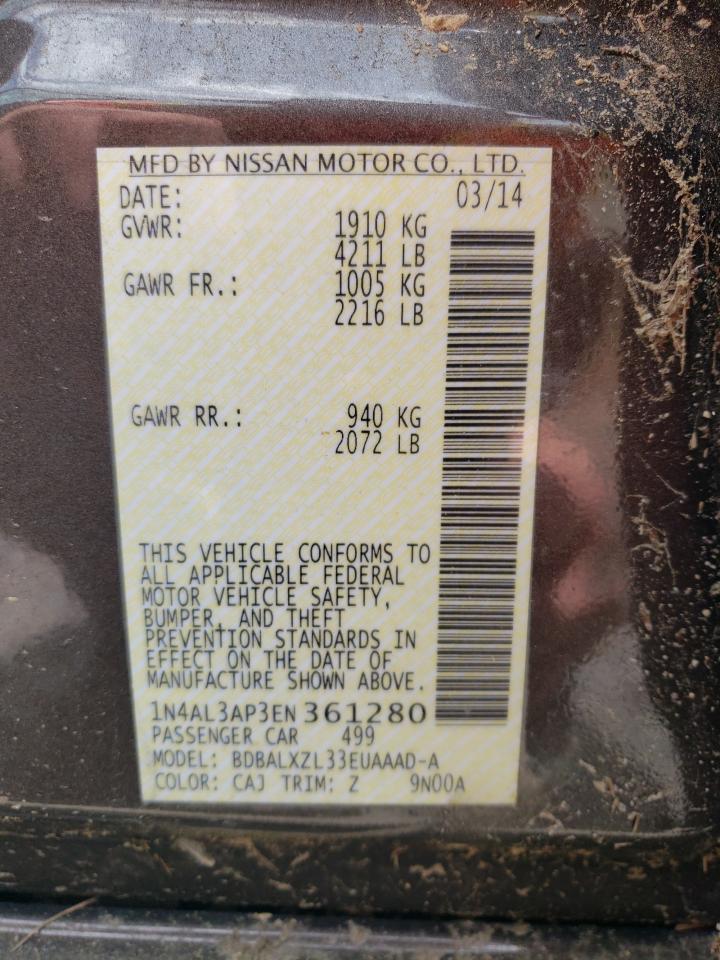 MFD BY NISSAN MOTOR CO., LTD.
DATE: 03/14
GVWR: 1910 KG
4211 LB
GAWR FR.: 1005 KG
2216 LB
GAWR RR.: 940 KG
2072 LB
THIS VEHICLE CONFORMS TO
ALL APPLICABLE FEDERAL
MOTOR VEHICLE SAFETY,
BUMPER, AND THEFT
PREVENTION STANDARDS IN
EFFECT ON THE DATE OF
MANUFACTURE SHOWN ABOVE.
1N4AL3AP3EN361280
PASSENGER CAR 499
MODEL: BDBALXZL33EUAAAD-A
COLOR: CAJ TRIM: Z 9N00A